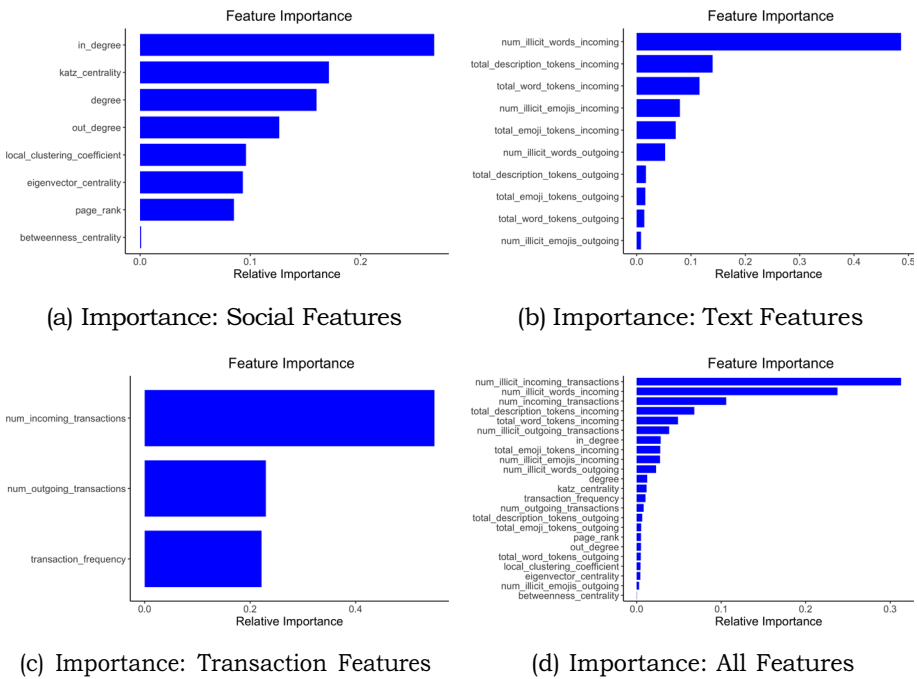 Feature Importance
in_degree
katz_centrality
degree
out_degree
local_clustering_coefficient
eigenvector_centrality
page_rank
betweenness_centrality
0.0 0.1 0.2
Relative Importance
(a) Importance: Social Features
Feature Importance
num_illicit_words_incoming
total_description_tokens_incoming
total_word_tokens_incoming
num_illicit_emojis_incoming
total_emoji_tokens_incoming
num_illicit_words_outgoing
total_description_tokens_outgoing
total_emoji_tokens_outgoing
total_word_tokens_outgoing
num_illicit_emojis_outgoing
0.0 0.1 0.2 0.3 0.4 0.5
Relative Importance
(b) Importance: Text Features
Feature Importance
num_incoming_transactions
num_outgoing_transactions
transaction_frequency
0.0 0.2 0.4
Relative Importance
(c) Importance: Transaction Features
Feature Importance
num_illicit_incoming_transactions
num_illicit_words_incoming
num_incoming_transactions
total_description_tokens_incoming
total_word_tokens_incoming
num_illicit_outgoing_transactions
in_degree
total_emoji_tokens_incoming
num_illicit_emojis_incoming
num_illicit_words_outgoing
degree
katz_centrality
transaction_frequency
num_outgoing_transactions
total_description_tokens_outgoing
total_emoji_tokens_outgoing
page_rank
out_degree
total_word_tokens_outgoing
local_clustering_coefficient
eigenvector_centrality
num_illicit_emojis_outgoing
betweenness_centrality
0.0 0.1 0.2 0.3
Relative Importance
(d) Importance: All Features